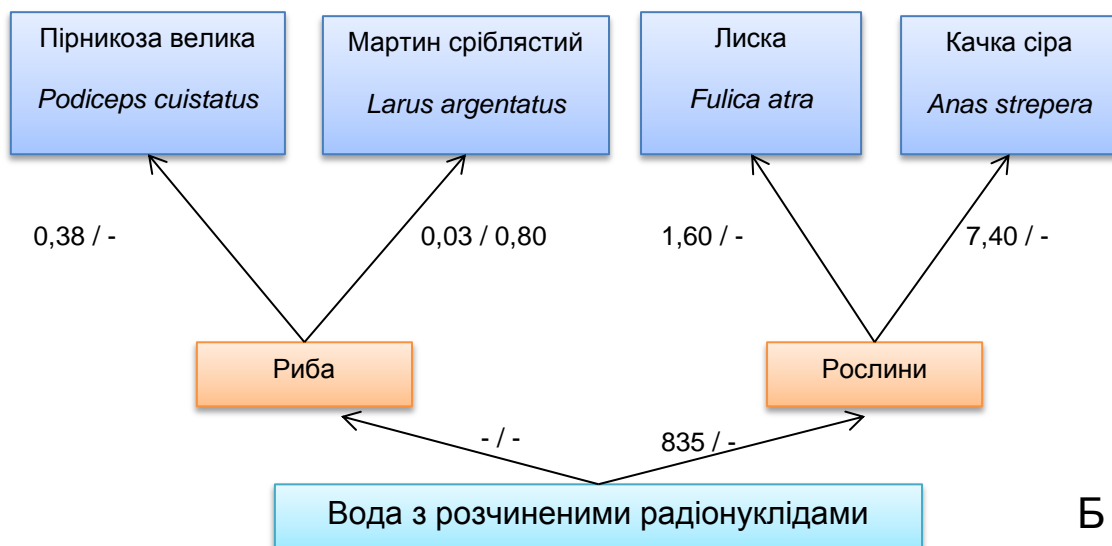 Пірникоза велика
Podiceps cuistatus
Мартин сріблястий
Larus argentatus
Лиска
Fulica atra
Качка сіра
Anas strepera
0,38 / -
0,03 / 0,80
1,60 / -
7,40 / -
Риба
Рослини
- / -
835 / -
Вода з розчиненими радіонуклідами
Б